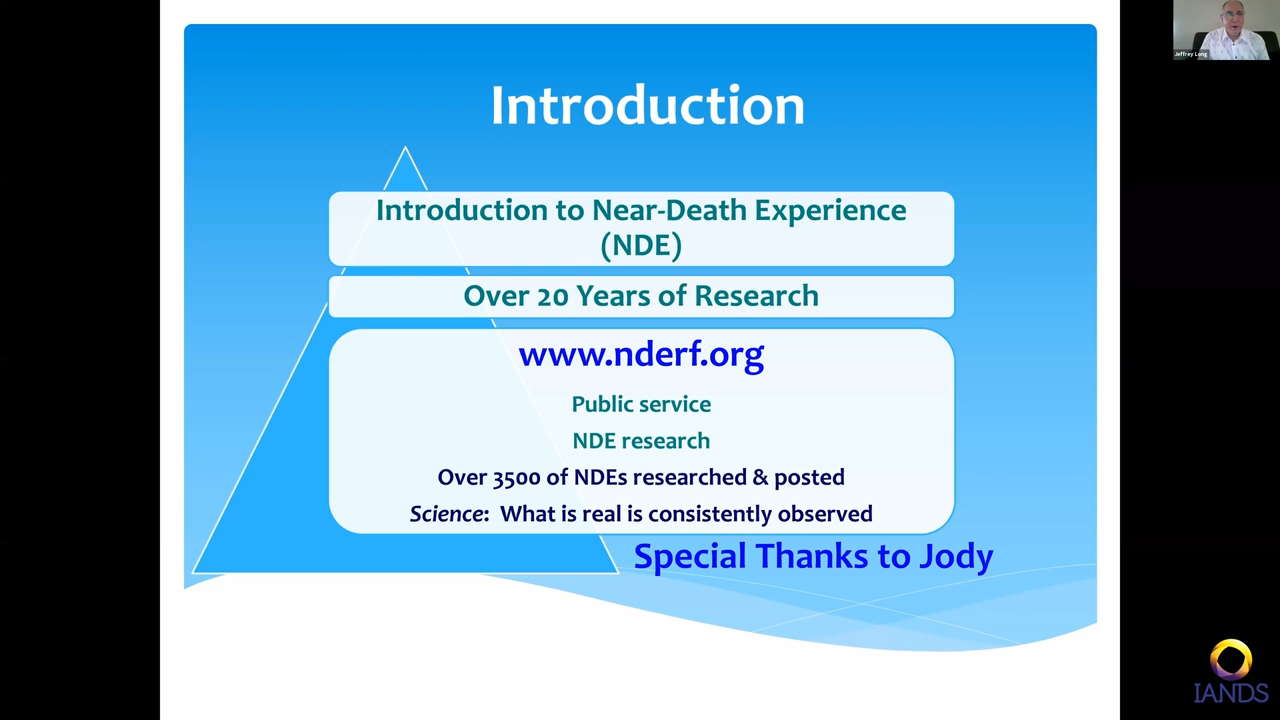 Introduction
Introduction to Near-Death Experience
(NDE)
Over 20 Years of Research
www.nderf.org
Public service
NDE research
Over 3500 of NDEs researched & posted
Science: What is real is consistently observed
Special Thanks to Jody
Jeffrey Long
IANDS